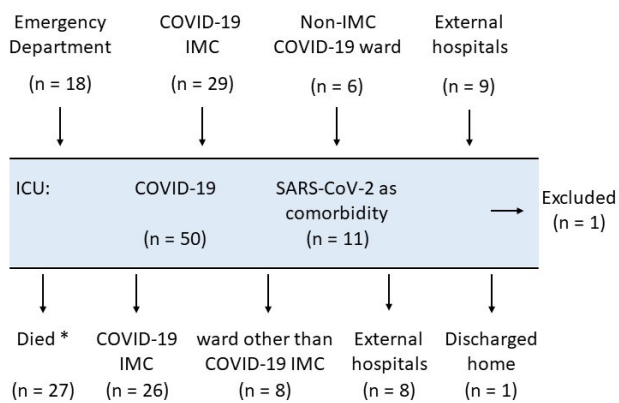 Emergency
Department
(n = 18)
COVID-19
IMC
(n = 29)
Non-IMC
COVID-19 ward
(n = 6)
External
hospitals
(n = 9)
ICU:
COVID-19
(n = 50)
SARS-CoV-2 as
comorbidity
(n = 11)
Excluded
(n = 1)
Died *
(n = 27)
COVID-19
IMC
(n = 26)
ward other than
COVID-19 IMC
(n = 8)
External
hospitals
(n = 8)
Discharged
home
(n = 1)